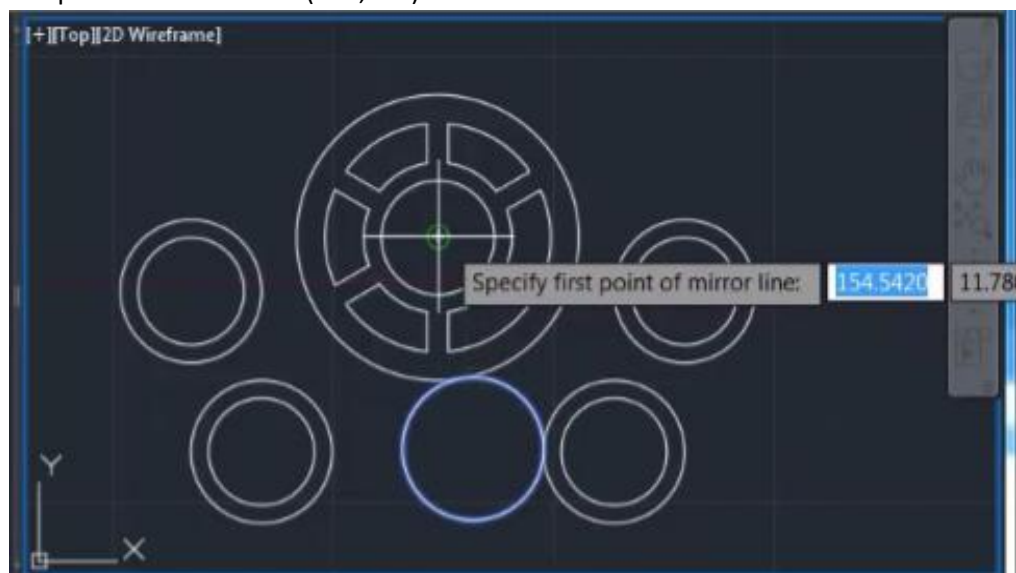 [+][Top][2D Wireframe]
Specify first point of mirror line: 154.5420
Y
X